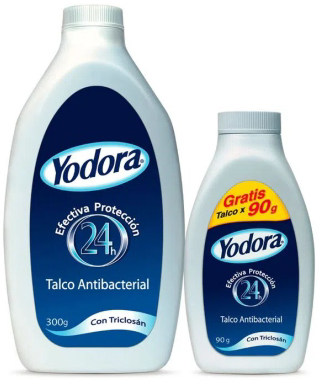 Yodora®
Efectiva Protección
24h
Talco Antibacterial
300g
Con Triclosán
Gratis
Talco x 90g
Yodora
Efectiva Protección
24h
Talco Antibacterial
90 g
Con Triclosán